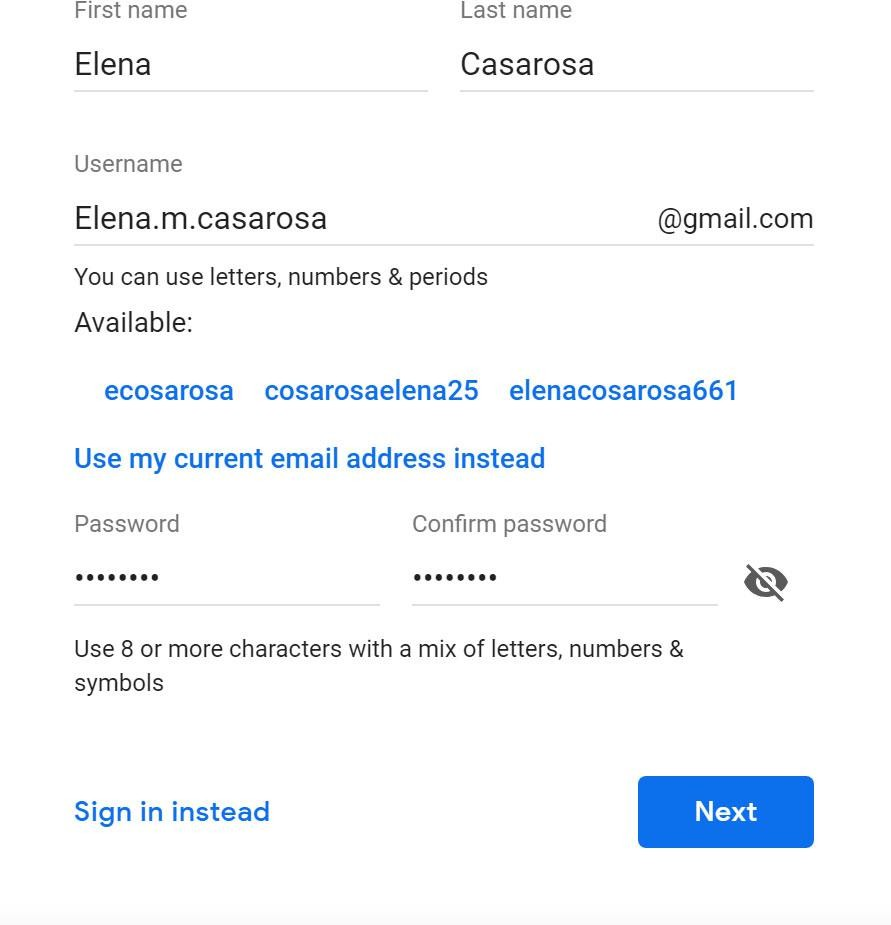 First name Last name
Elena Casarosa
Username
Elena.m.casarosa @gmail.com
You can use letters, numbers & periods
Available:
ecosarosa cosarosaelena25 elenacosarosa661
Use my current email address instead
Password Confirm password
•••••••• ••••••••
Use 8 or more characters with a mix of letters, numbers &
symbols
Sign in instead Next